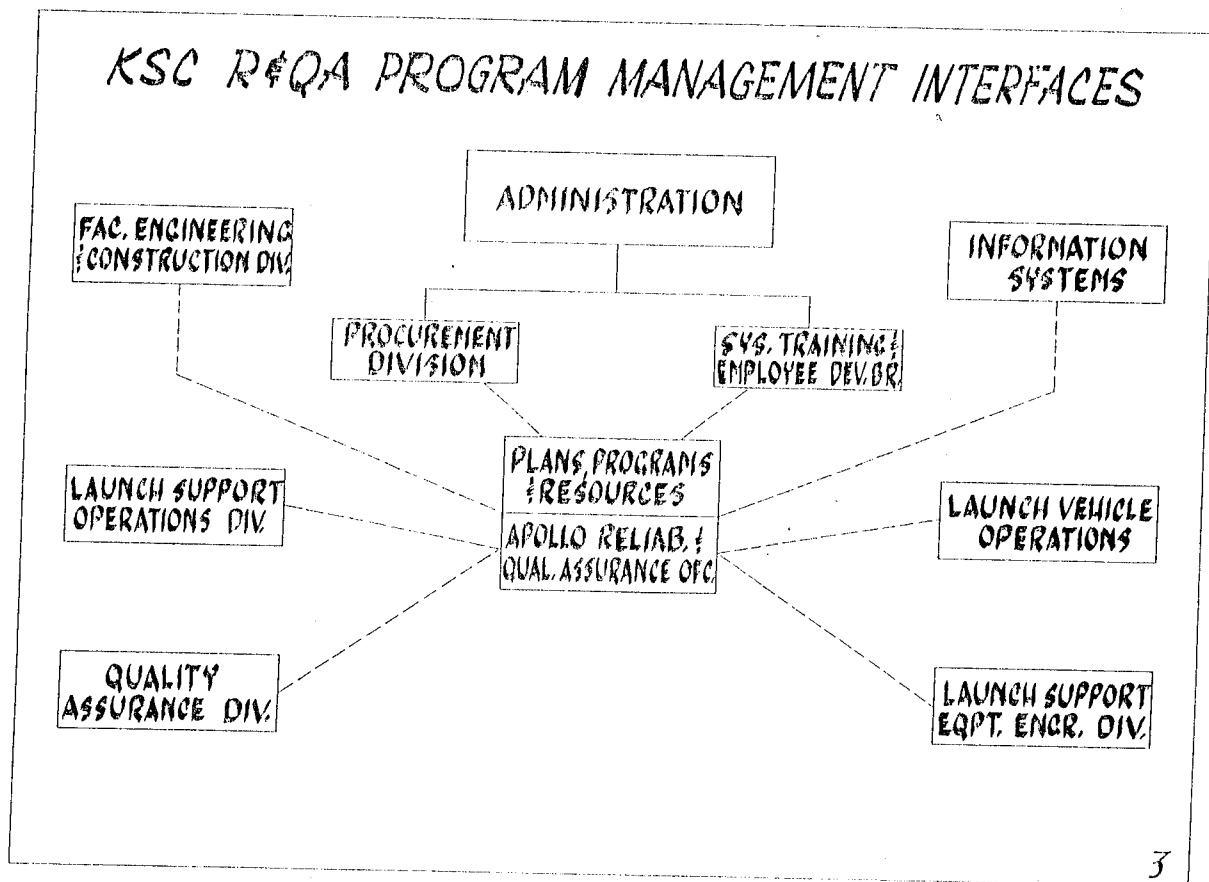 KSC R&QA PROGRAM MANAGEMENT INTERFACES
ADMINISTRATION
FAC. ENGINEERING
& CONSTRUCTION DIV.
INFORMATION
SYSTEMS
PROCUREMENT
DIVISION
SYS. TRAINING &
EMPLOYEE DEV. BR.
PLANS, PROGRAMS
& RESOURCES
APOLLO RELIAB. &
QUAL. ASSURANCE OFC.
LAUNCH SUPPORT
OPERATIONS DIV.
LAUNCH VEHICLE
OPERATIONS
QUALITY
ASSURANCE DIV.
LAUNCH SUPPORT
EQPT. ENGR. DIV.
3